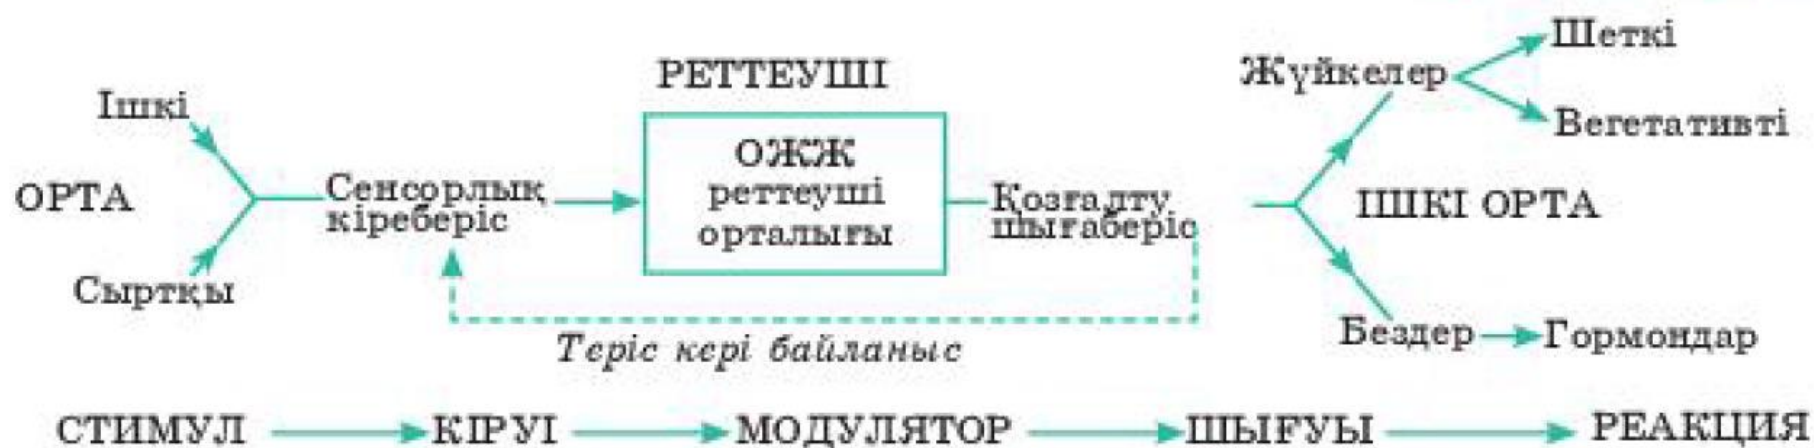 Шеткі
Жүйкелер
РЕТТЕУШІ
Вегетативті
Ішкі
ОЖЖ
реттеуші
орталығы
ОРТА
Сенсорлық
кіреберіс
Қозғалту
шығаберіс
ІШКІ ОРТА
Сыртқы
Теріс кері байланыс
Бездер
Гормондар
СТИМУЛ
КІРУІ
МОДУЛЯТОР
ШЫҒУЫ
РЕАКЦИЯ